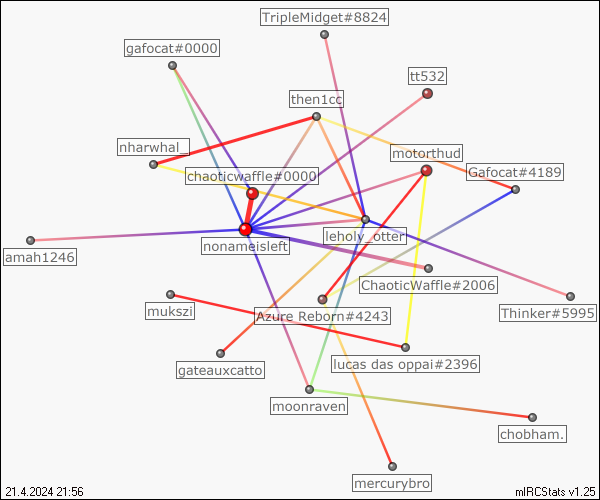 TripleMidget#8824
gafocat#0000
tt532
then1cc
nharwhal_
motorthud
chaoticwaffle#0000
Gafocat#4189
leholy_otter
nonameisleft
amah1246
ChaoticWaffle#2006
mukszi
Azure Reborn#4243
Thinker#5995
lucas das oppai#2396
gateauxcatto
moonraven
chobham.
mercurybro
21.4.2024 21:56
mIRCStats v1.25